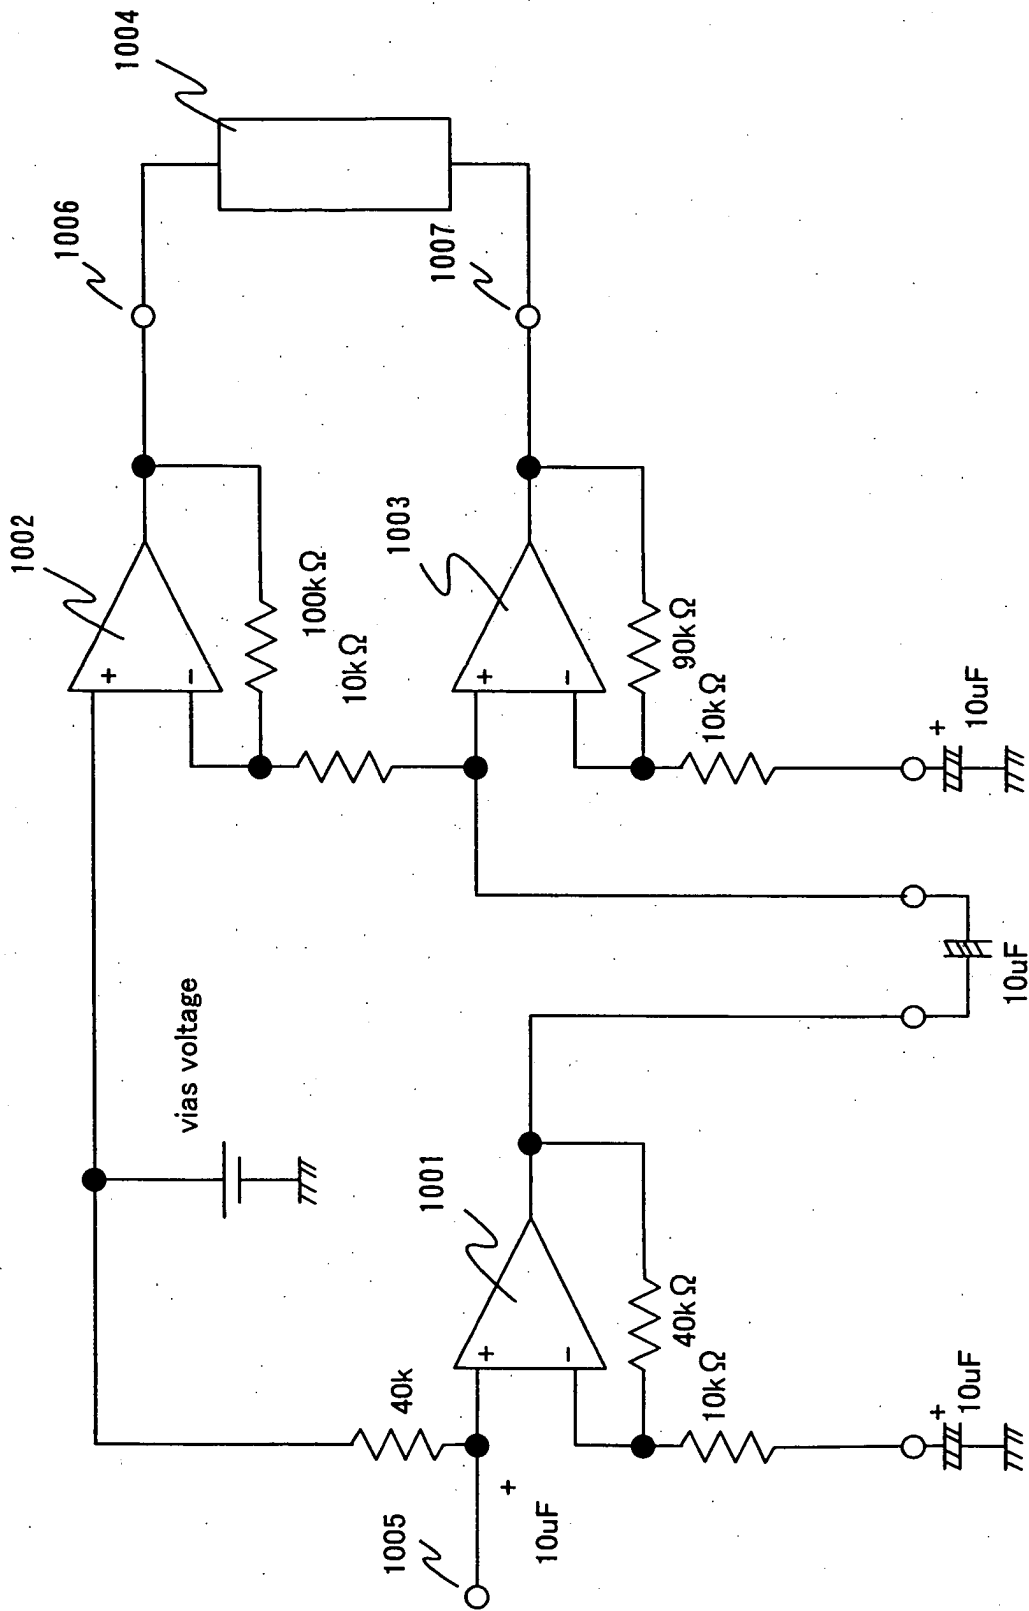 1004
1006
1007
1002
+
−
100kΩ
10kΩ
1003
+
−
90kΩ
10kΩ
+
10uF
10uF
vias voltage
1001
+
−
40kΩ
10kΩ
+
10uF
40k
+
10uF
1005